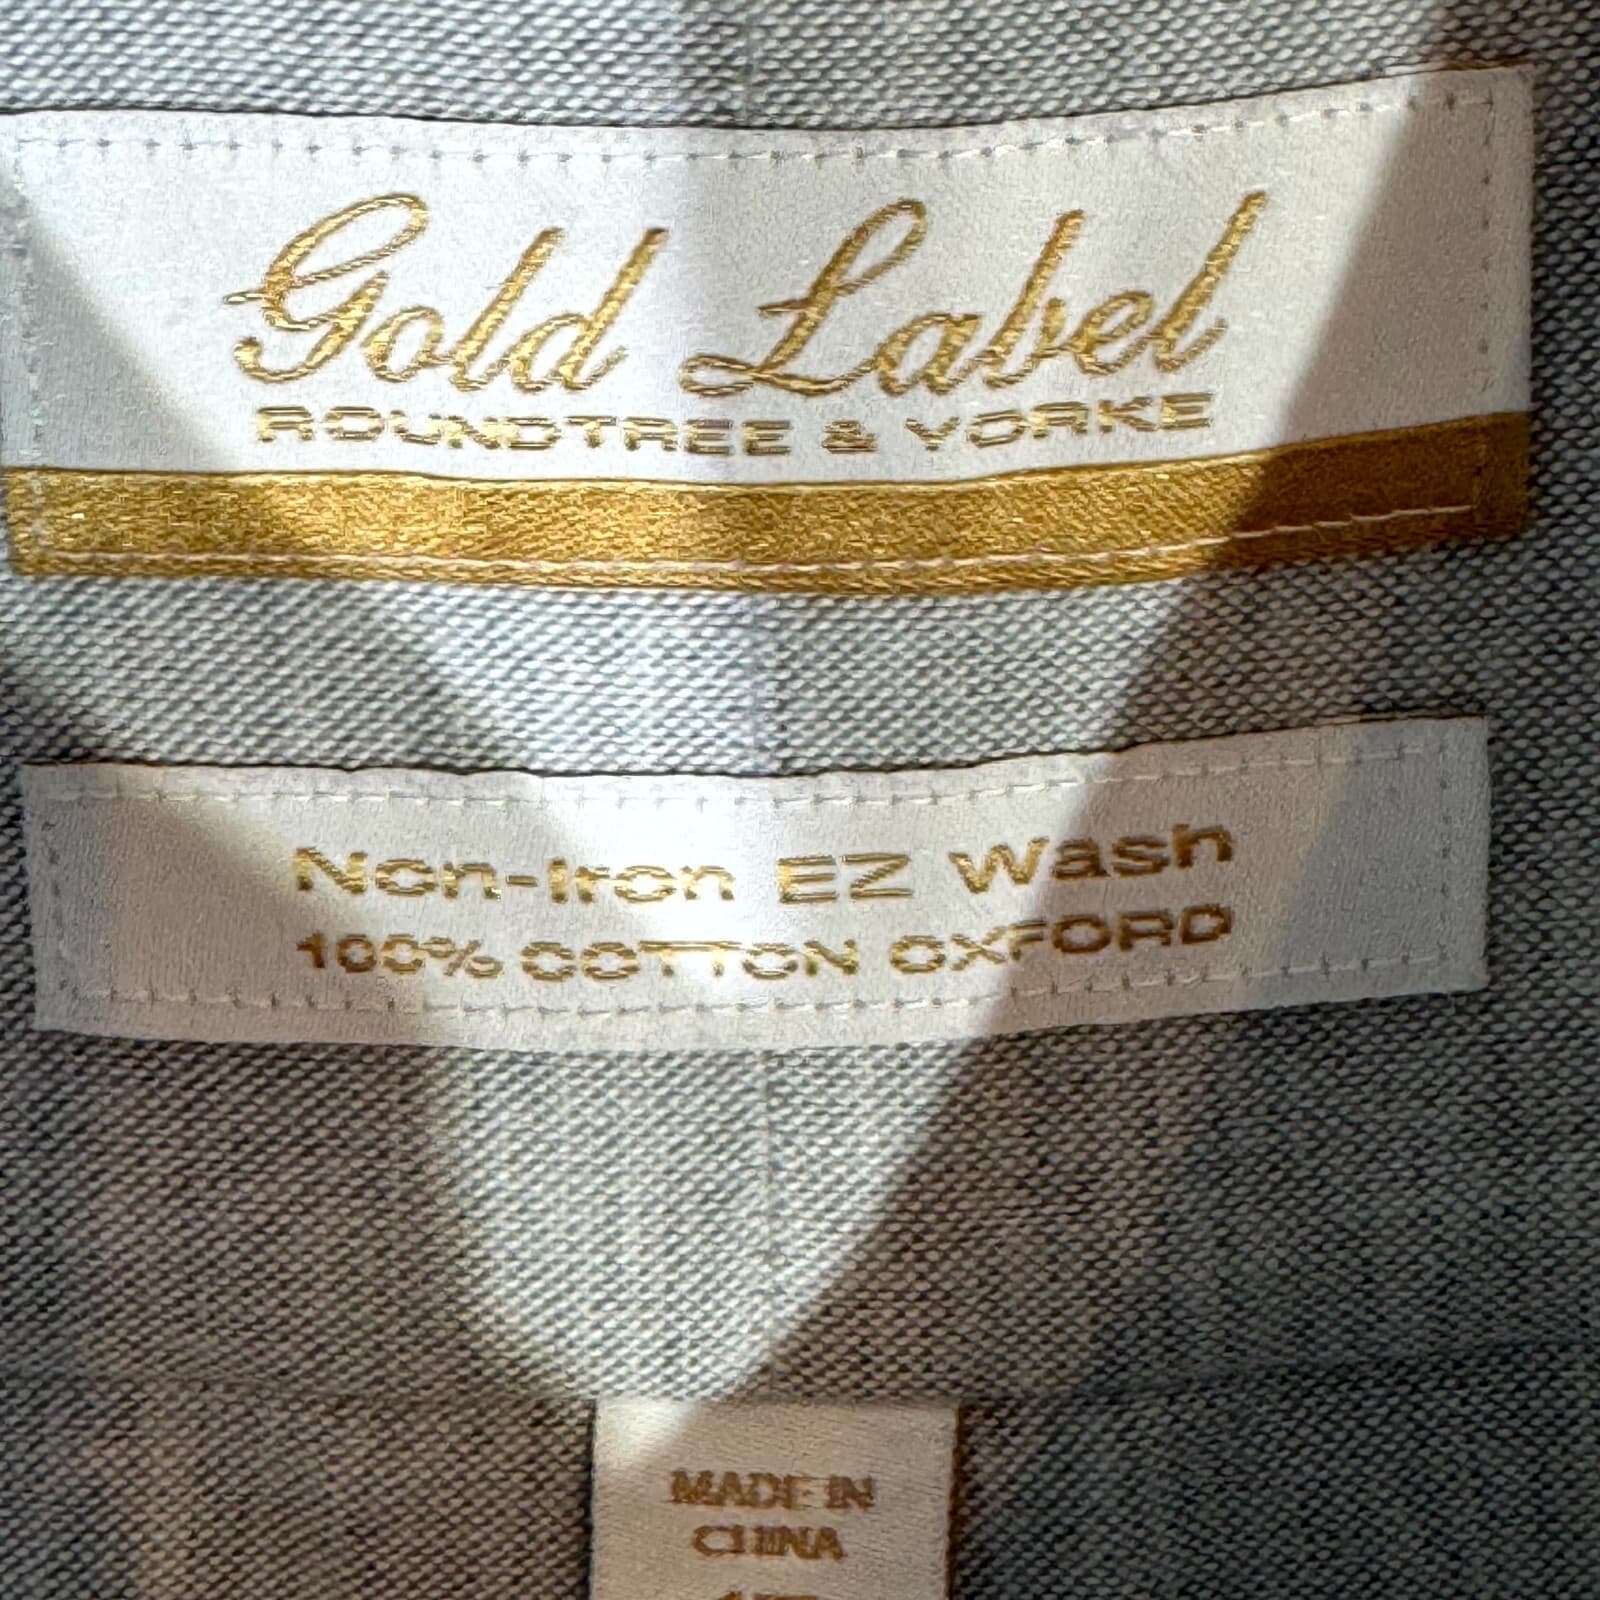 Gold Label
ROUNDTREE & YORKE
Non-Iron EZ Wash
100% COTTON OXFORD
MADE IN
CHINA